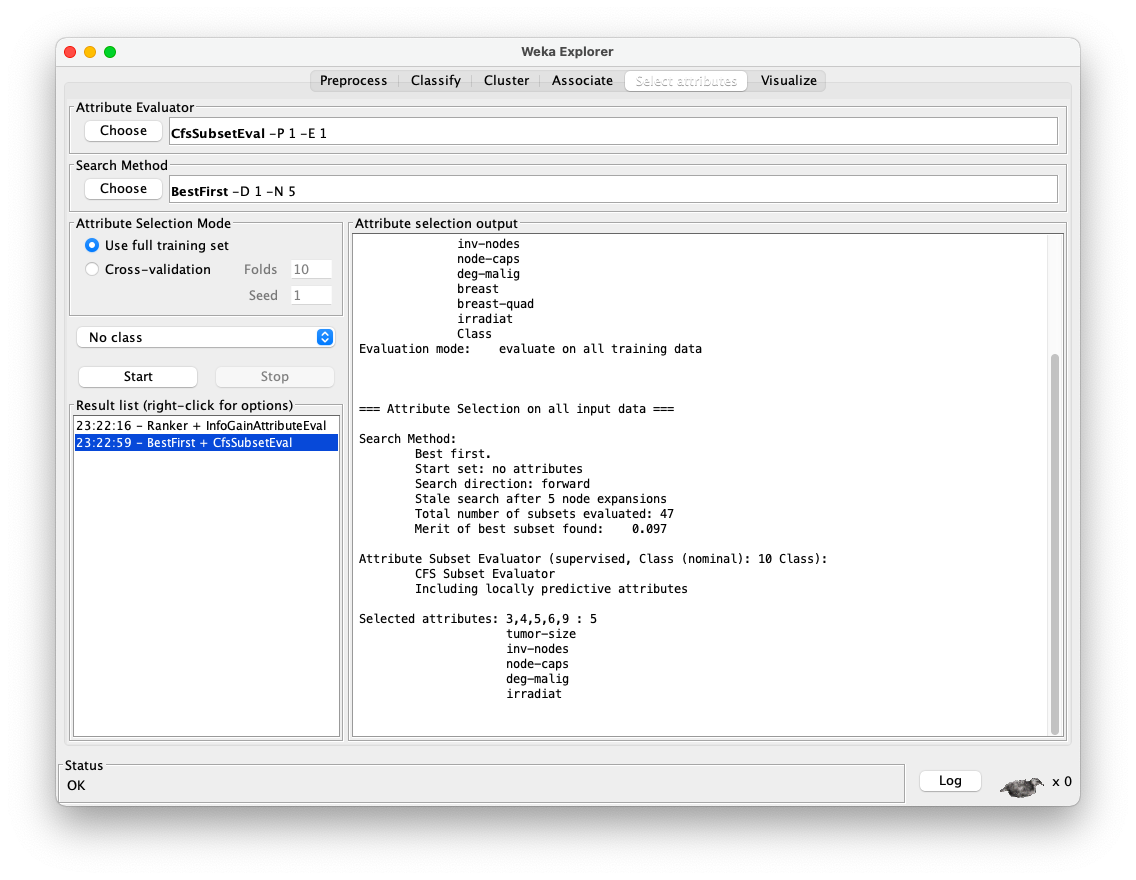 Weka Explorer
Preprocess Classify Cluster Associate Select attributes Visualize
Attribute Evaluator
Choose CfsSubsetEval -P 1 -E 1
Search Method
Choose BestFirst -D 1 -N 5
Attribute Selection Mode
Use full training set
Cross-validation Folds 10
Seed 1
No class
Start Stop
Result list (right-click for options)
23:22:16 - Ranker + InfoGainAttributeEval
23:22:59 - BestFirst + CfsSubsetEval
Attribute selection output
inv-nodes
node-caps
deg-malig
breast
breast-quad
irradiat
Class
Evaluation mode: evaluate on all training data
=== Attribute Selection on all input data ===
Search Method:
Best first.
Start set: no attributes
Search direction: forward
Stale search after 5 node expansions
Total number of subsets evaluated: 47
Merit of best subset found: 0.097
Attribute Subset Evaluator (supervised, Class (nominal): 10 Class):
CFS Subset Evaluator
Including locally predictive attributes
Selected attributes: 3,4,5,6,9 : 5
tumor-size
inv-nodes
node-caps
deg-malig
irradiat
Status
OK
Log x 0